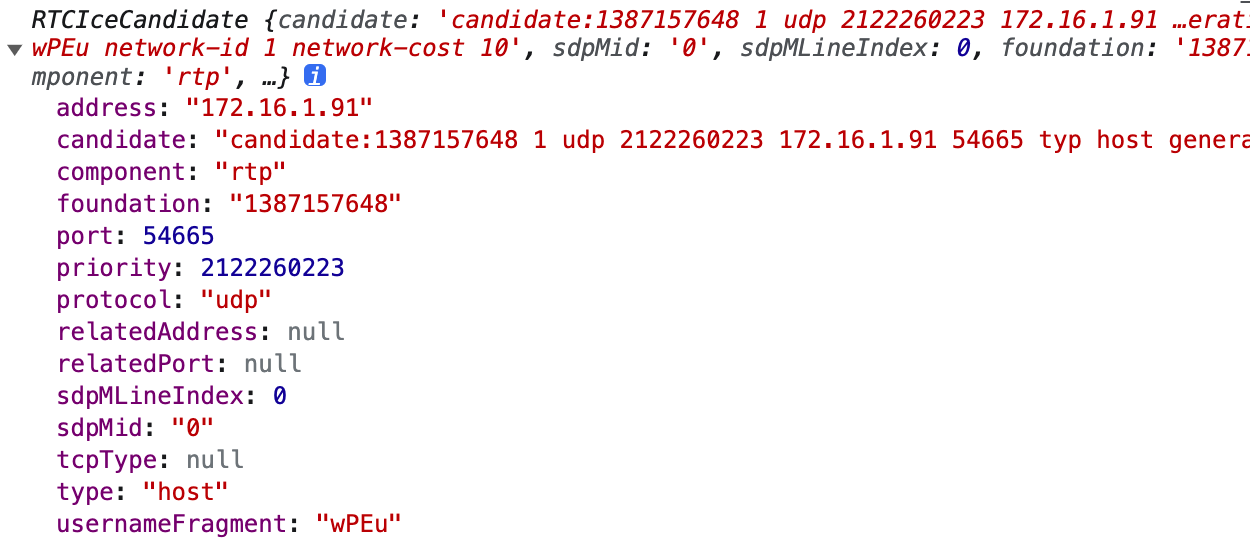 RTCIceCandidate {candidate: 'candidate:1387157648 1 udp 2122260223 172.16.1.91 …erati
wPEu network-id 1 network-cost 10', sdpMid: '0', sdpMLineIndex: 0, foundation: '1387
mponent: 'rtp', …} i
address: "172.16.1.91"
candidate: "candidate:1387157648 1 udp 2122260223 172.16.1.91 54665 typ host genera
component: "rtp"
foundation: "1387157648"
port: 54665
priority: 2122260223
protocol: "udp"
relatedAddress: null
relatedPort: null
sdpMLineIndex: 0
sdpMid: "0"
tcpType: null
type: "host"
usernameFragment: "wPEu"